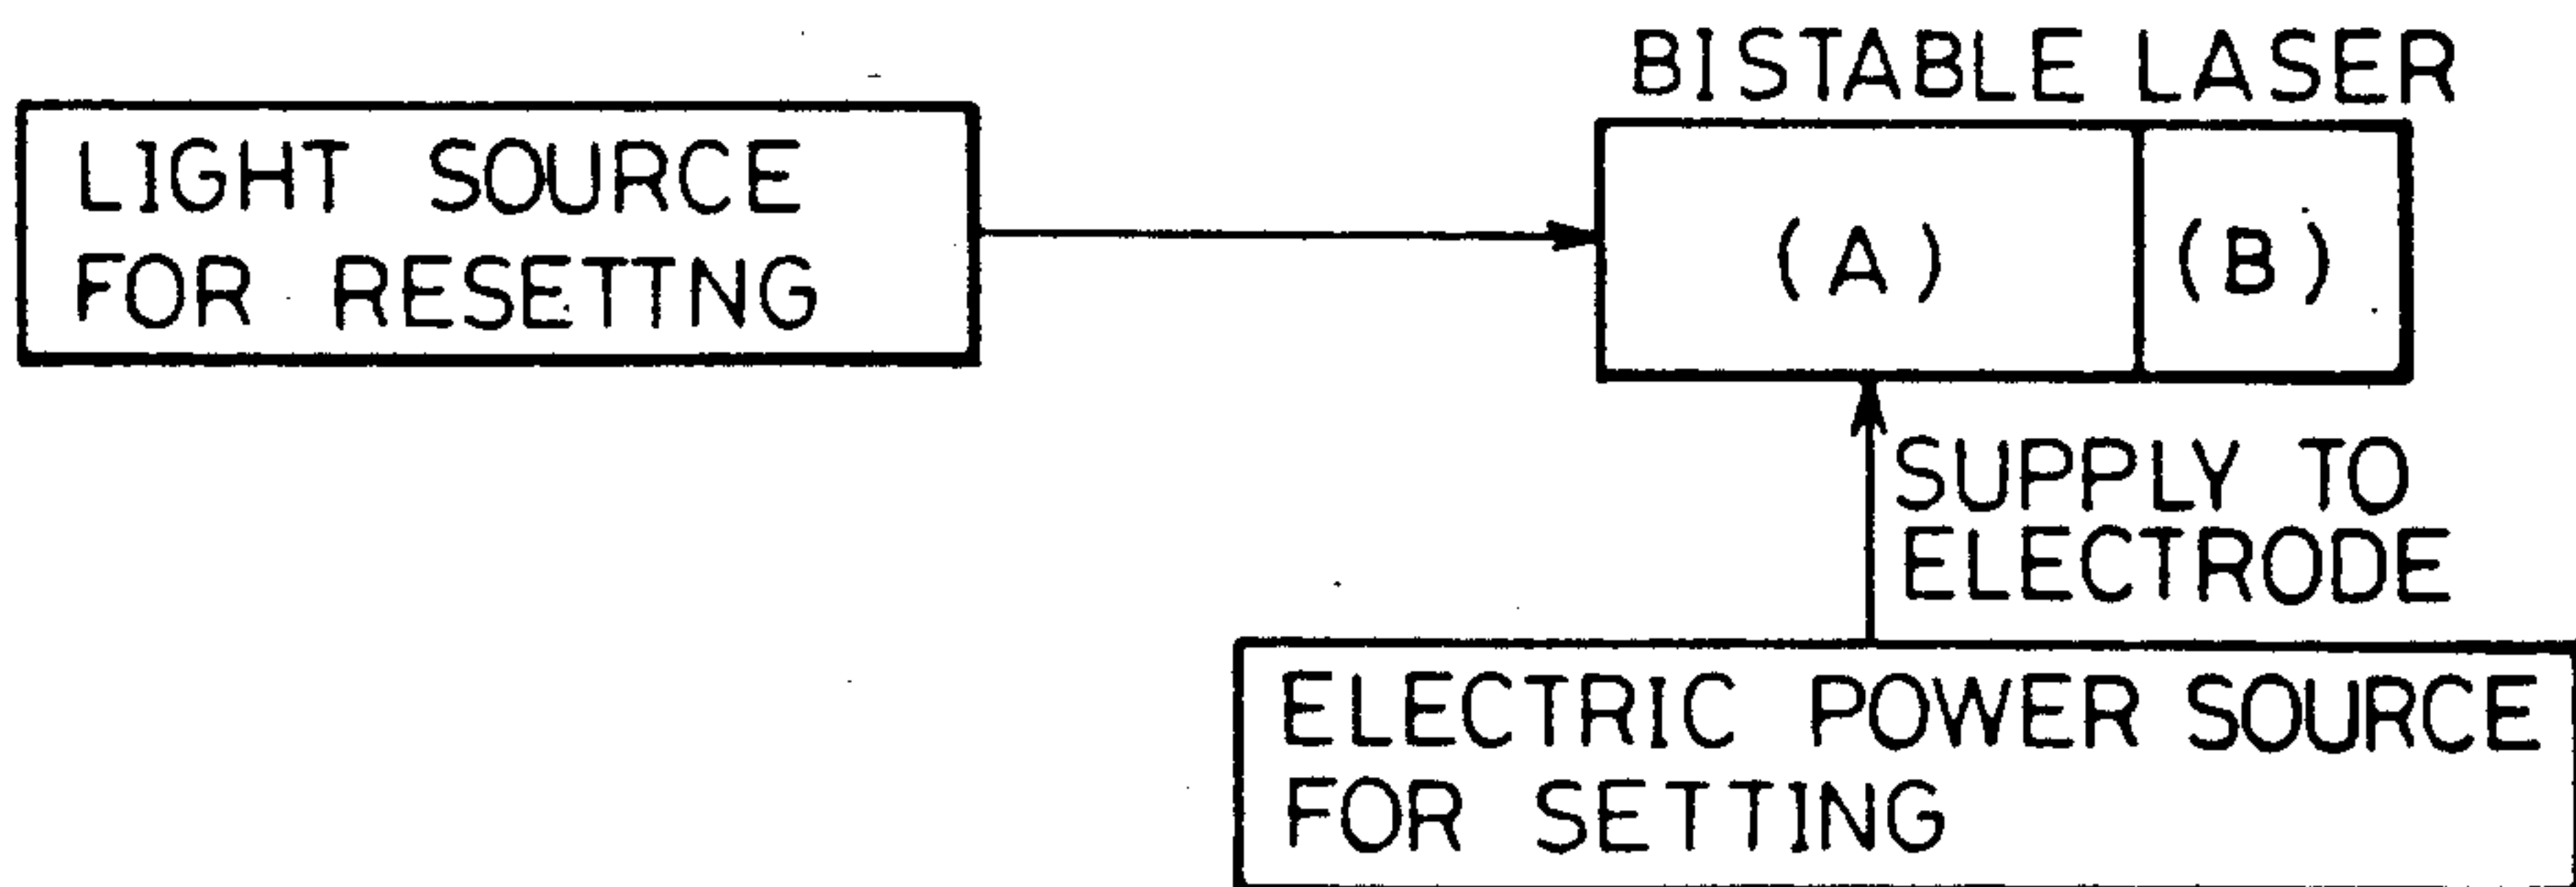 BISTABLE LASER
LIGHT SOURCE
FOR RESETTNG
(A)
(B)
SUPPLY TO
ELECTRODE
ELECTRIC POWER SOURCE
FOR SETTING